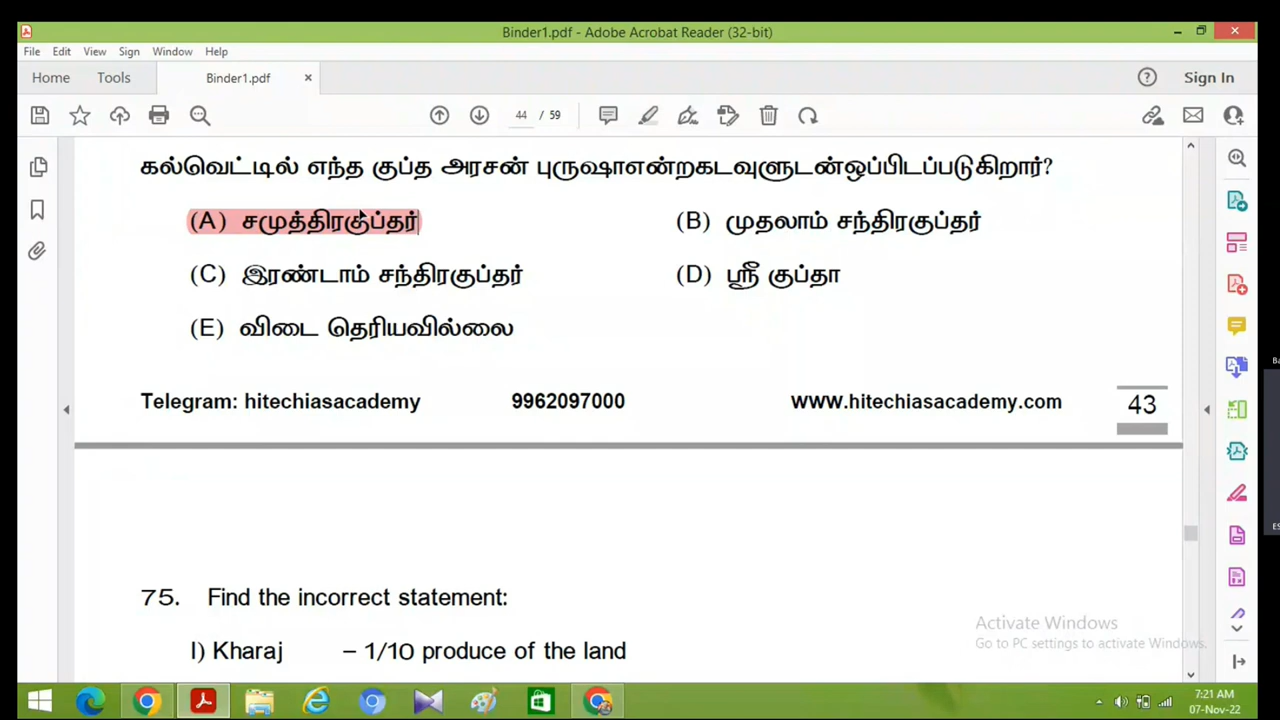 Binder1.pdf - Adobe Acrobat Reader (32-bit)
File Edit View Sign Window Help
Home Tools Binder1.pdf × Sign In
44 / 59
கல்வெட்டில் எந்த குப்த அரசன் புருஷாஎன்றகடவுளுடன்ஒப்பிடப்படுகிறார்?
(A) சமுத்திரகுப்தர் (B) முதலாம் சந்திரகுப்தர்
(C) இரண்டாம் சந்திரகுப்தர் (D) ஸ்ரீ குப்தா
(E) விடை தெரியவில்லை
Telegram: hitechiasacademy 9962097000 www.hitechiasacademy.com 43
75. Find the incorrect statement:
I) Kharaj – 1/10 produce of the land
Activate Windows
Go to PC settings to activate Windows.
7:21 AM
07-Nov-22